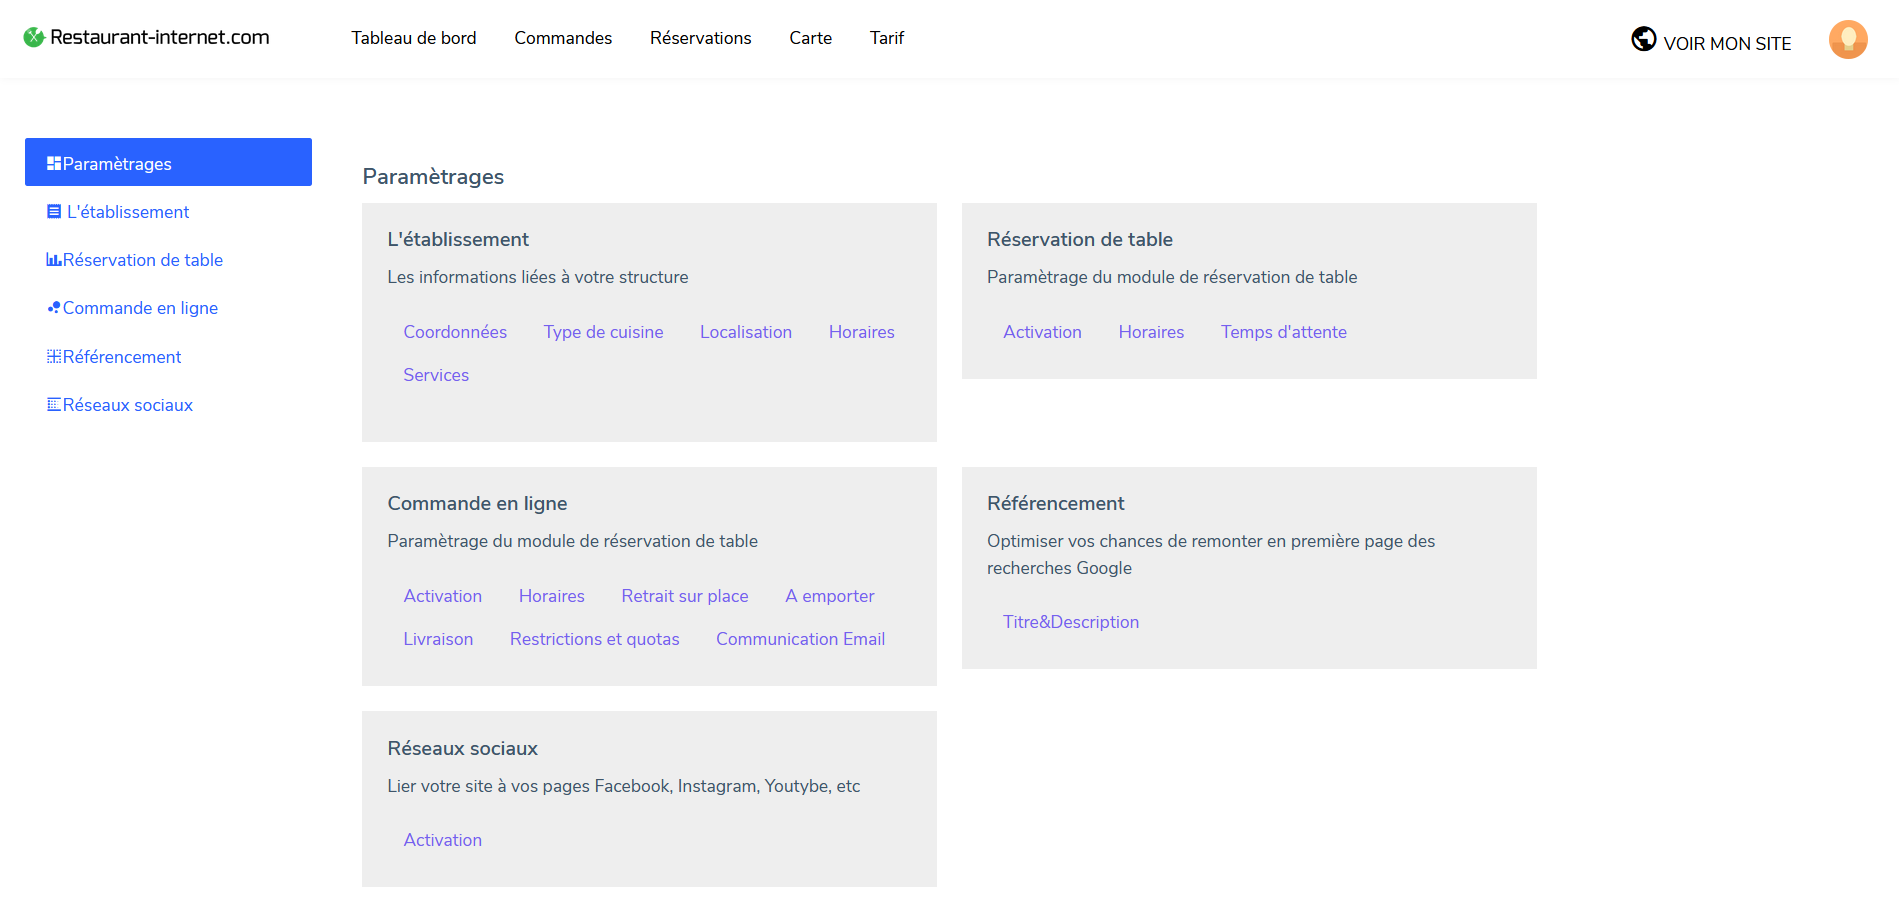 Restaurant-internet.com
Tableau de bord Commandes Réservations Carte Tarif
VOIR MON SITE
Paramètrages
L'établissement
Réservation de table
Commande en ligne
Référencement
Réseaux sociaux
Paramètrages
L'établissement
Les informations liées à votre structure
Coordonnées Type de cuisine Localisation Horaires
Services
Réservation de table
Paramètrage du module de réservation de table
Activation Horaires Temps d'attente
Commande en ligne
Paramètrage du module de réservation de table
Activation Horaires Retrait sur place A emporter
Livraison Restrictions et quotas Communication Email
Référencement
Optimiser vos chances de remonter en première page des
recherches Google
Titre&Description
Réseaux sociaux
Lier votre site à vos pages Facebook, Instagram, Youtybe, etc
Activation